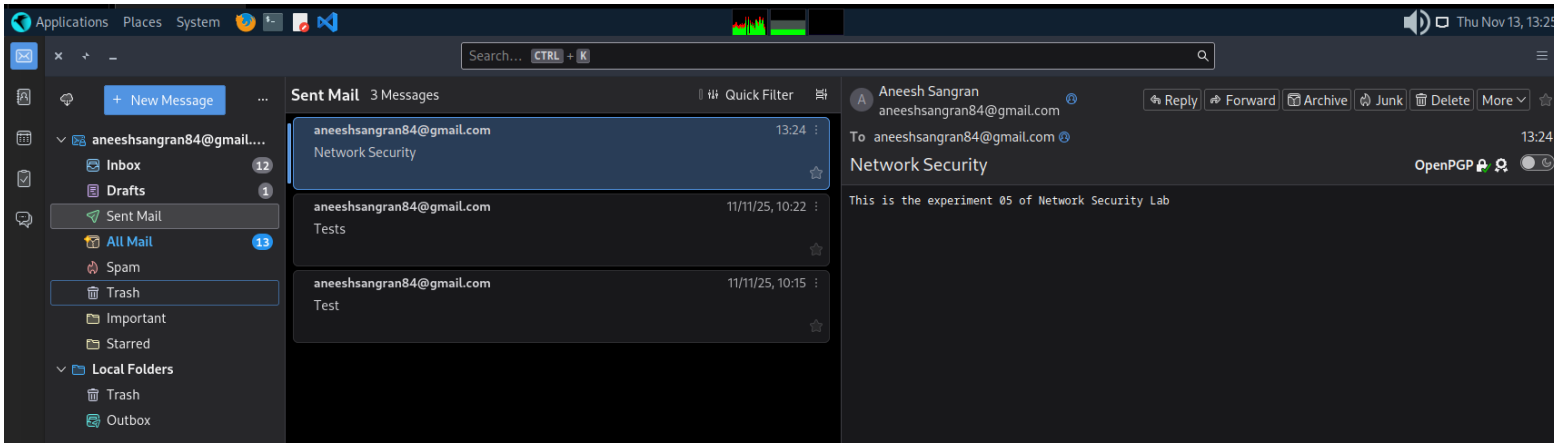 Applications Places System Thu Nov 13, 13:25
Search... CTRL + K
+ New Message ...
aneeshsangran84@gmail....
Inbox 12
Drafts 1
Sent Mail
All Mail 13
Spam
Trash
Important
Starred
Local Folders
Trash
Outbox
Sent Mail 3 Messages Quick Filter
aneeshsangran84@gmail.com 13:24
Network Security
aneeshsangran84@gmail.com 11/11/25, 10:22
Tests
aneeshsangran84@gmail.com 11/11/25, 10:15
Test
A Aneesh Sangran
aneeshsangran84@gmail.com
Reply Forward Archive Junk Delete More
To aneeshsangran84@gmail.com 13:24
Network Security OpenPGP
This is the experiment 05 of Network Security Lab